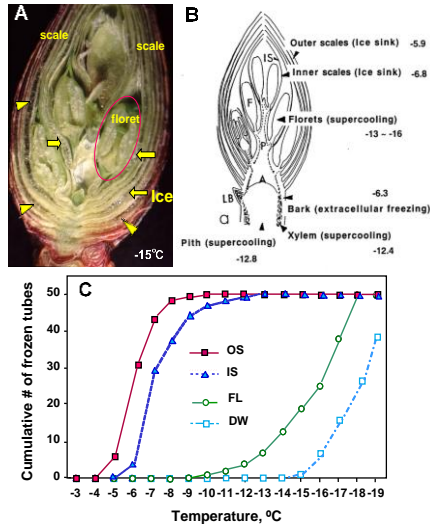 A
scale
scale
floret
Ice
-15°C
B
IS
F
P
A
LB
a
Outer scales (Ice sink) -5.9
Inner scales (Ice sink)
-6.8
Florets (supercooling)
-13 ~ -16
-6.3
Bark (extracellular freezing)
Xylem (supercooling)
-12.4
Pith (supercooling)
-12.8
C
Cumulative # of frozen tubes
50
40
30
20
10
0
OS
IS
FL
DW
-3 -4 -5 -6 -7 -8 -9 -10 -11 -12 -13 -14 -15 -16 -17 -18 -19
Temperature, ºC